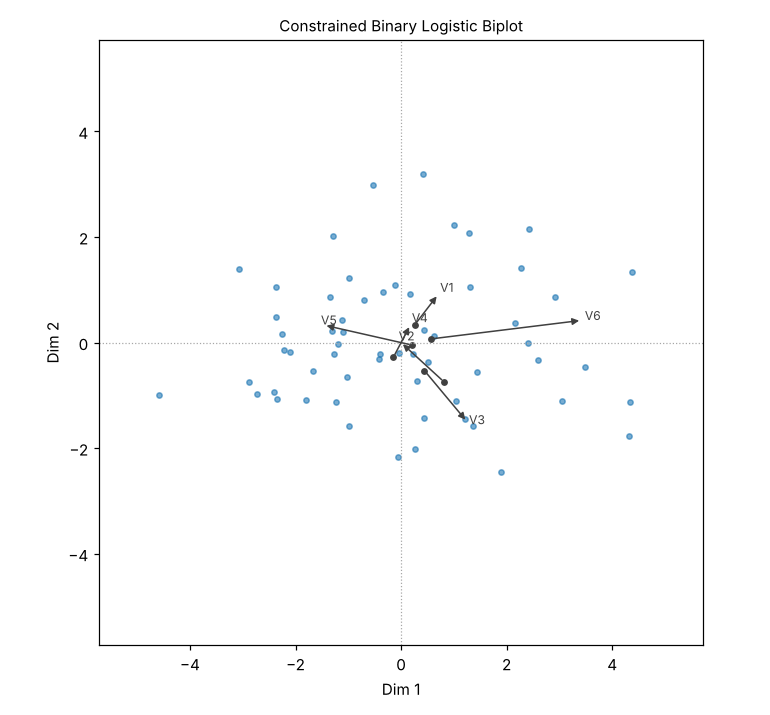 Constrained Binary Logistic Biplot
4
2
0
−2
−4
Dim 2
V1
V4
V5
V2
V6
V3
−4
−2
0
2
4
Dim 1